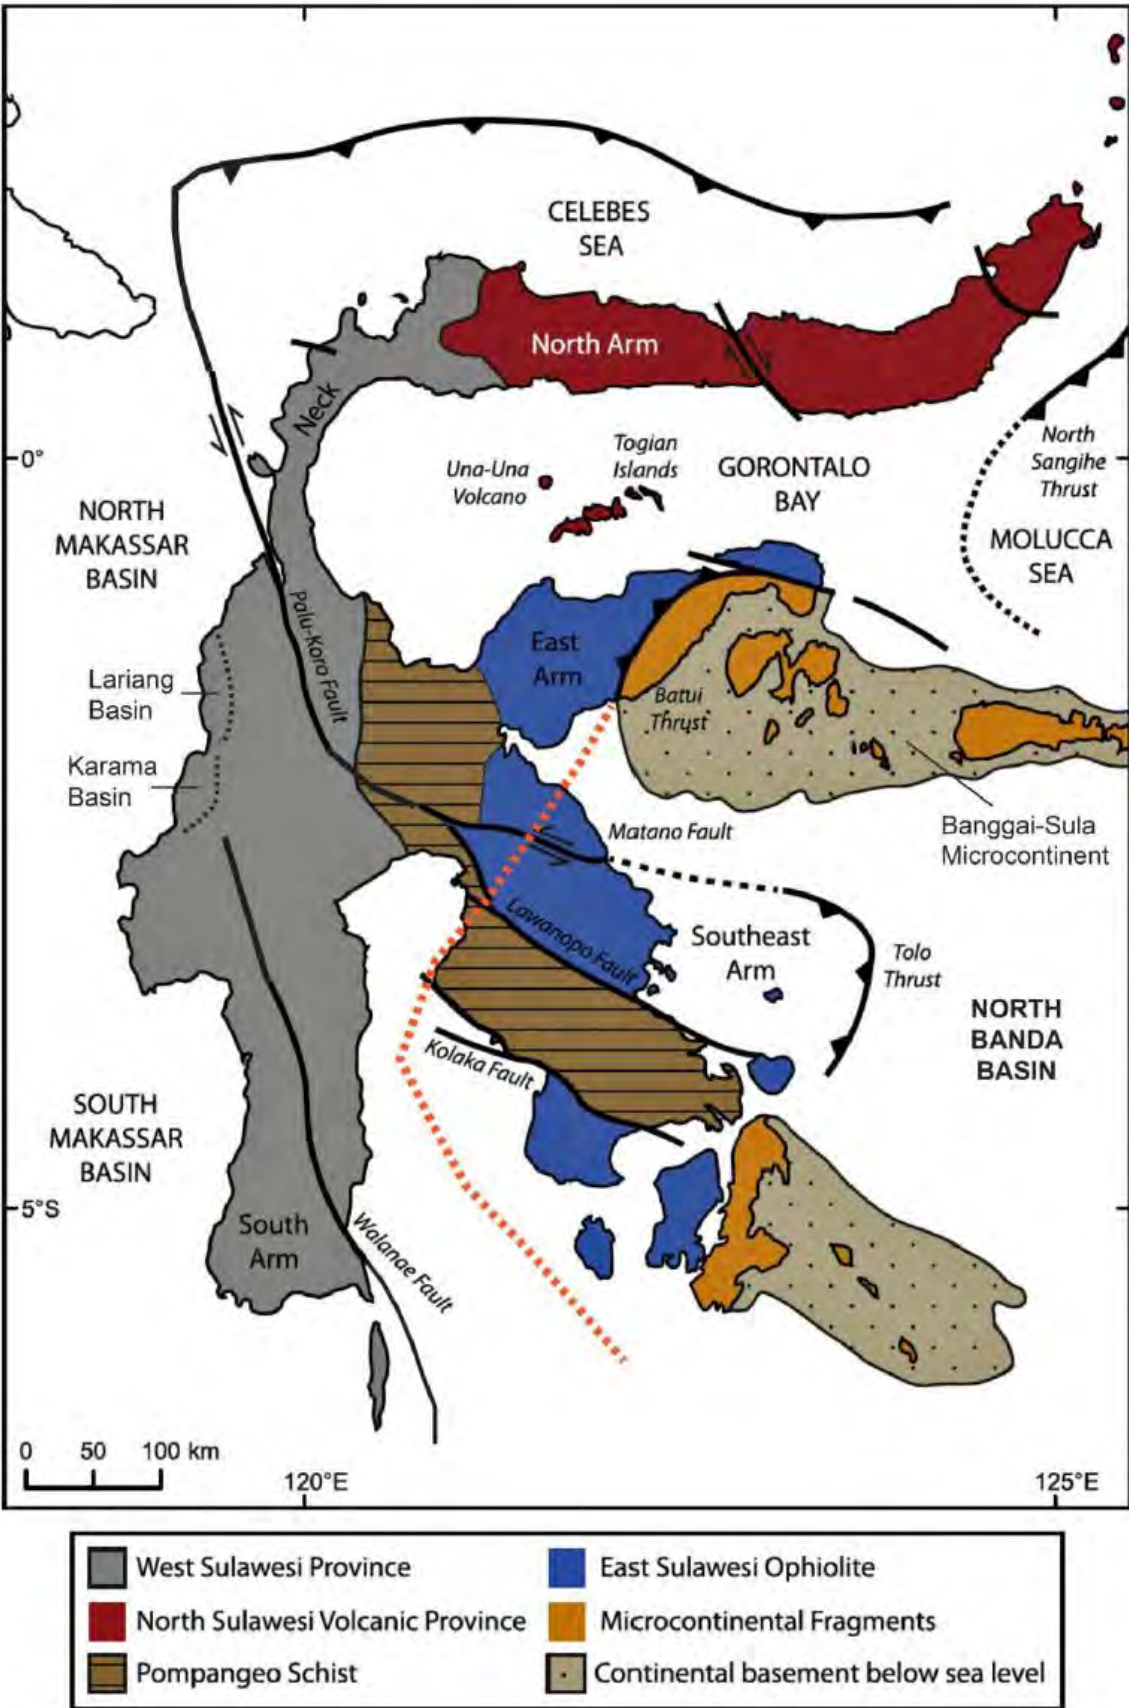 CELEBES
SEA
North Arm
Neck
0°
Una-Una
Volcano
Togian
Islands
GORONTALO
BAY
North
Sangihe
Thrust
MOLUCCA
SEA
NORTH
MAKASSAR
BASIN
Palu-Koro Fault
East
Arm
Batui
Thrust
Lariang
Basin
Karama
Basin
Matano Fault
Banggai-Sula
Microcontinent
Lawanopo Fault
Southeast
Arm
Tolo
Thrust
NORTH
BANDA
BASIN
Kolaka Fault
SOUTH
MAKASSAR
BASIN
5°S
South
Arm
Walanae Fault
0 50 100 km
120°E
125°E
West Sulawesi Province
East Sulawesi Ophiolite
North Sulawesi Volcanic Province
Microcontinental Fragments
Pompangeo Schist
Continental basement below sea level